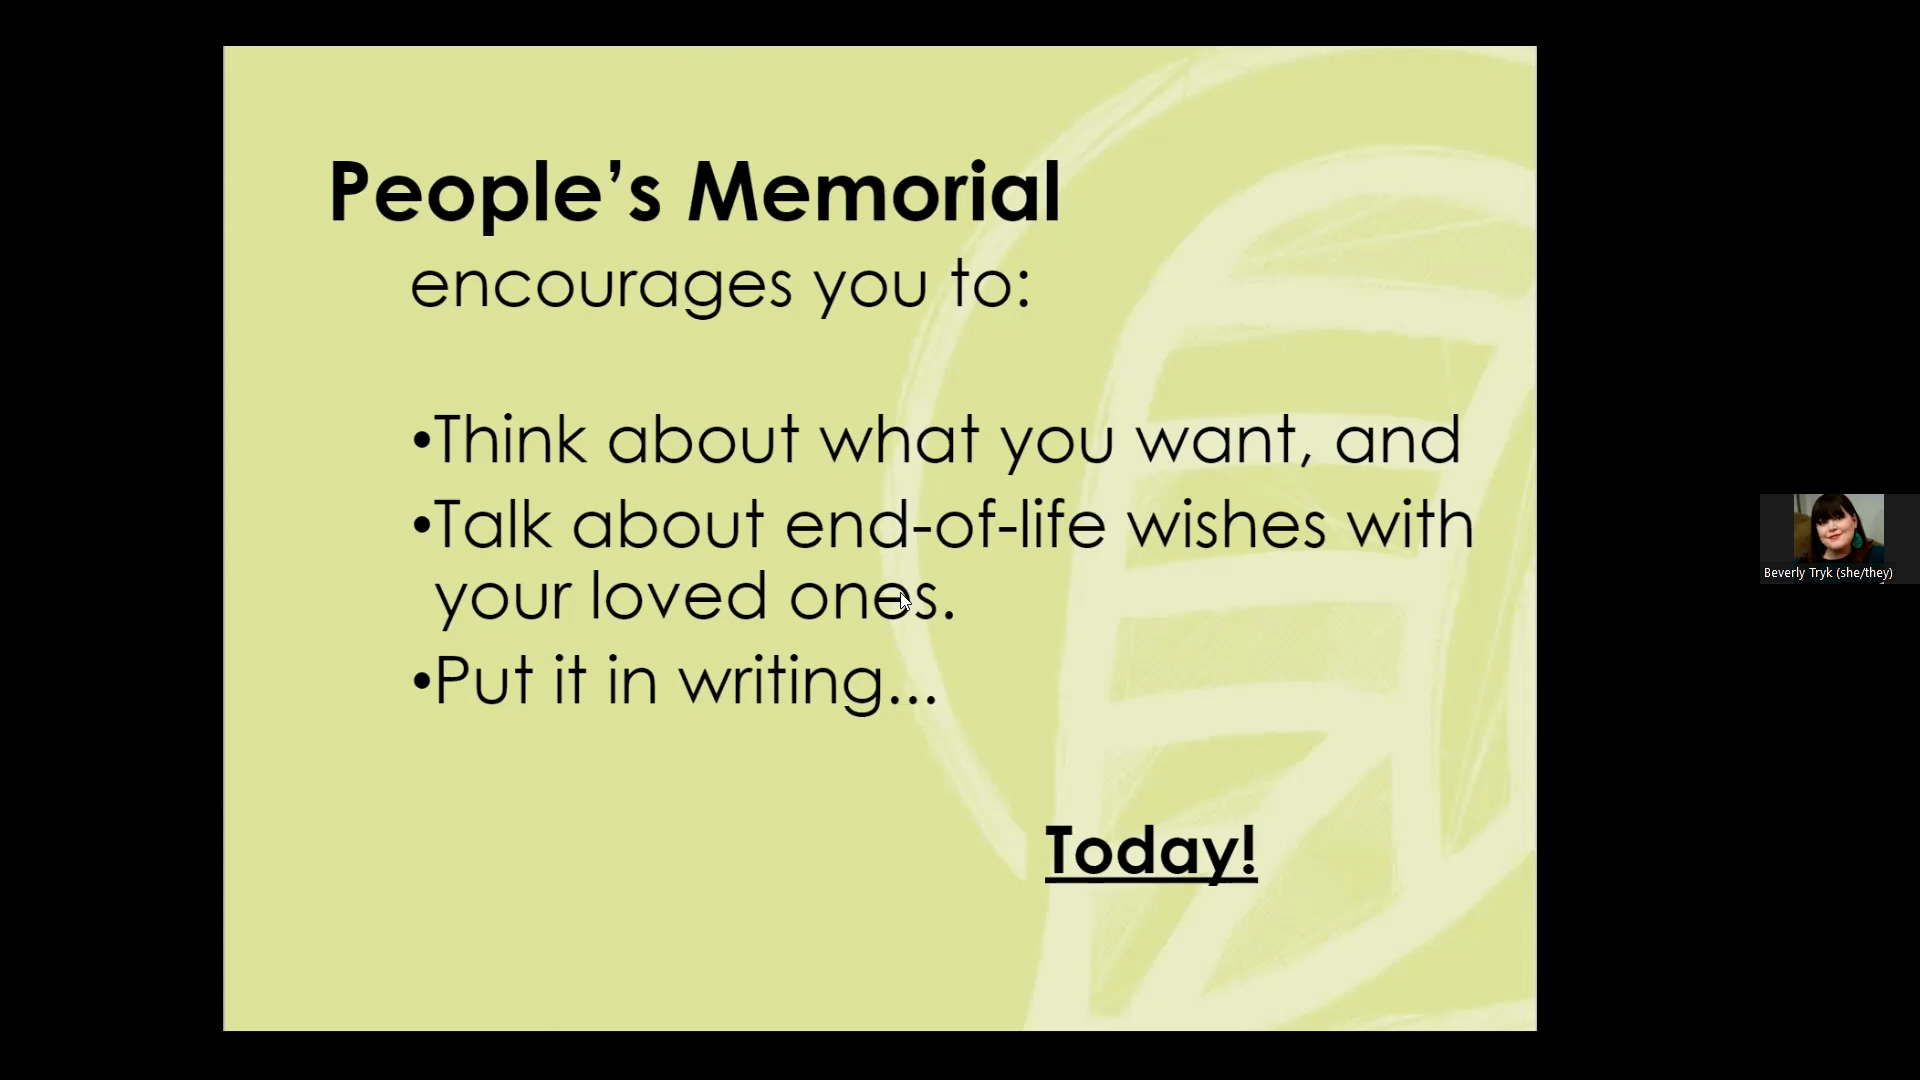 People’s Memorial
encourages you to:
•Think about what you want, and
•Talk about end-of-life wishes with
your loved ones.
•Put it in writing...
Today!
Beverly Tryk (she/they)